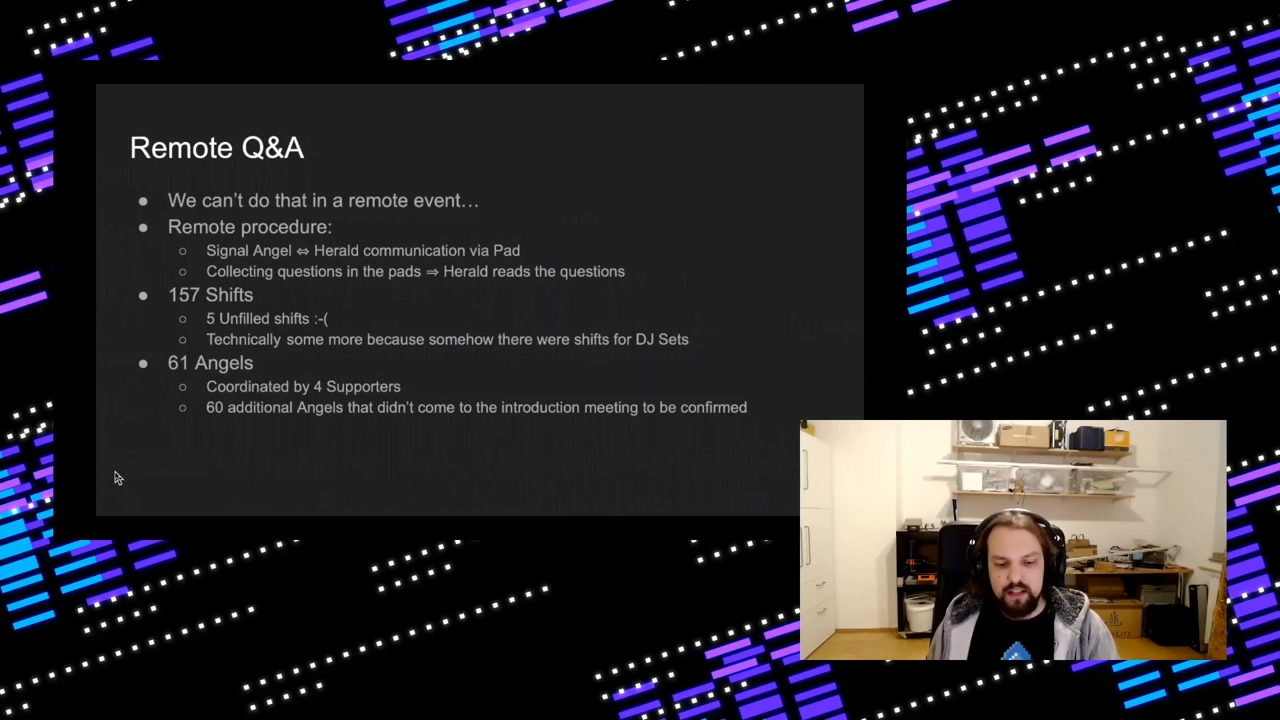 Remote Q&A
● We can't do that in a remote event…
● Remote procedure:
○ Signal Angel ⇔ Herald communication via Pad
○ Collecting questions in the pads ⇒ Herald reads the questions
● 157 Shifts
○ 5 Unfilled shifts :-(
○ Technically some more because somehow there were shifts for DJ Sets
● 61 Angels
○ Coordinated by 4 Supporters
○ 60 additional Angels that didn't come to the introduction meeting to be confirmed